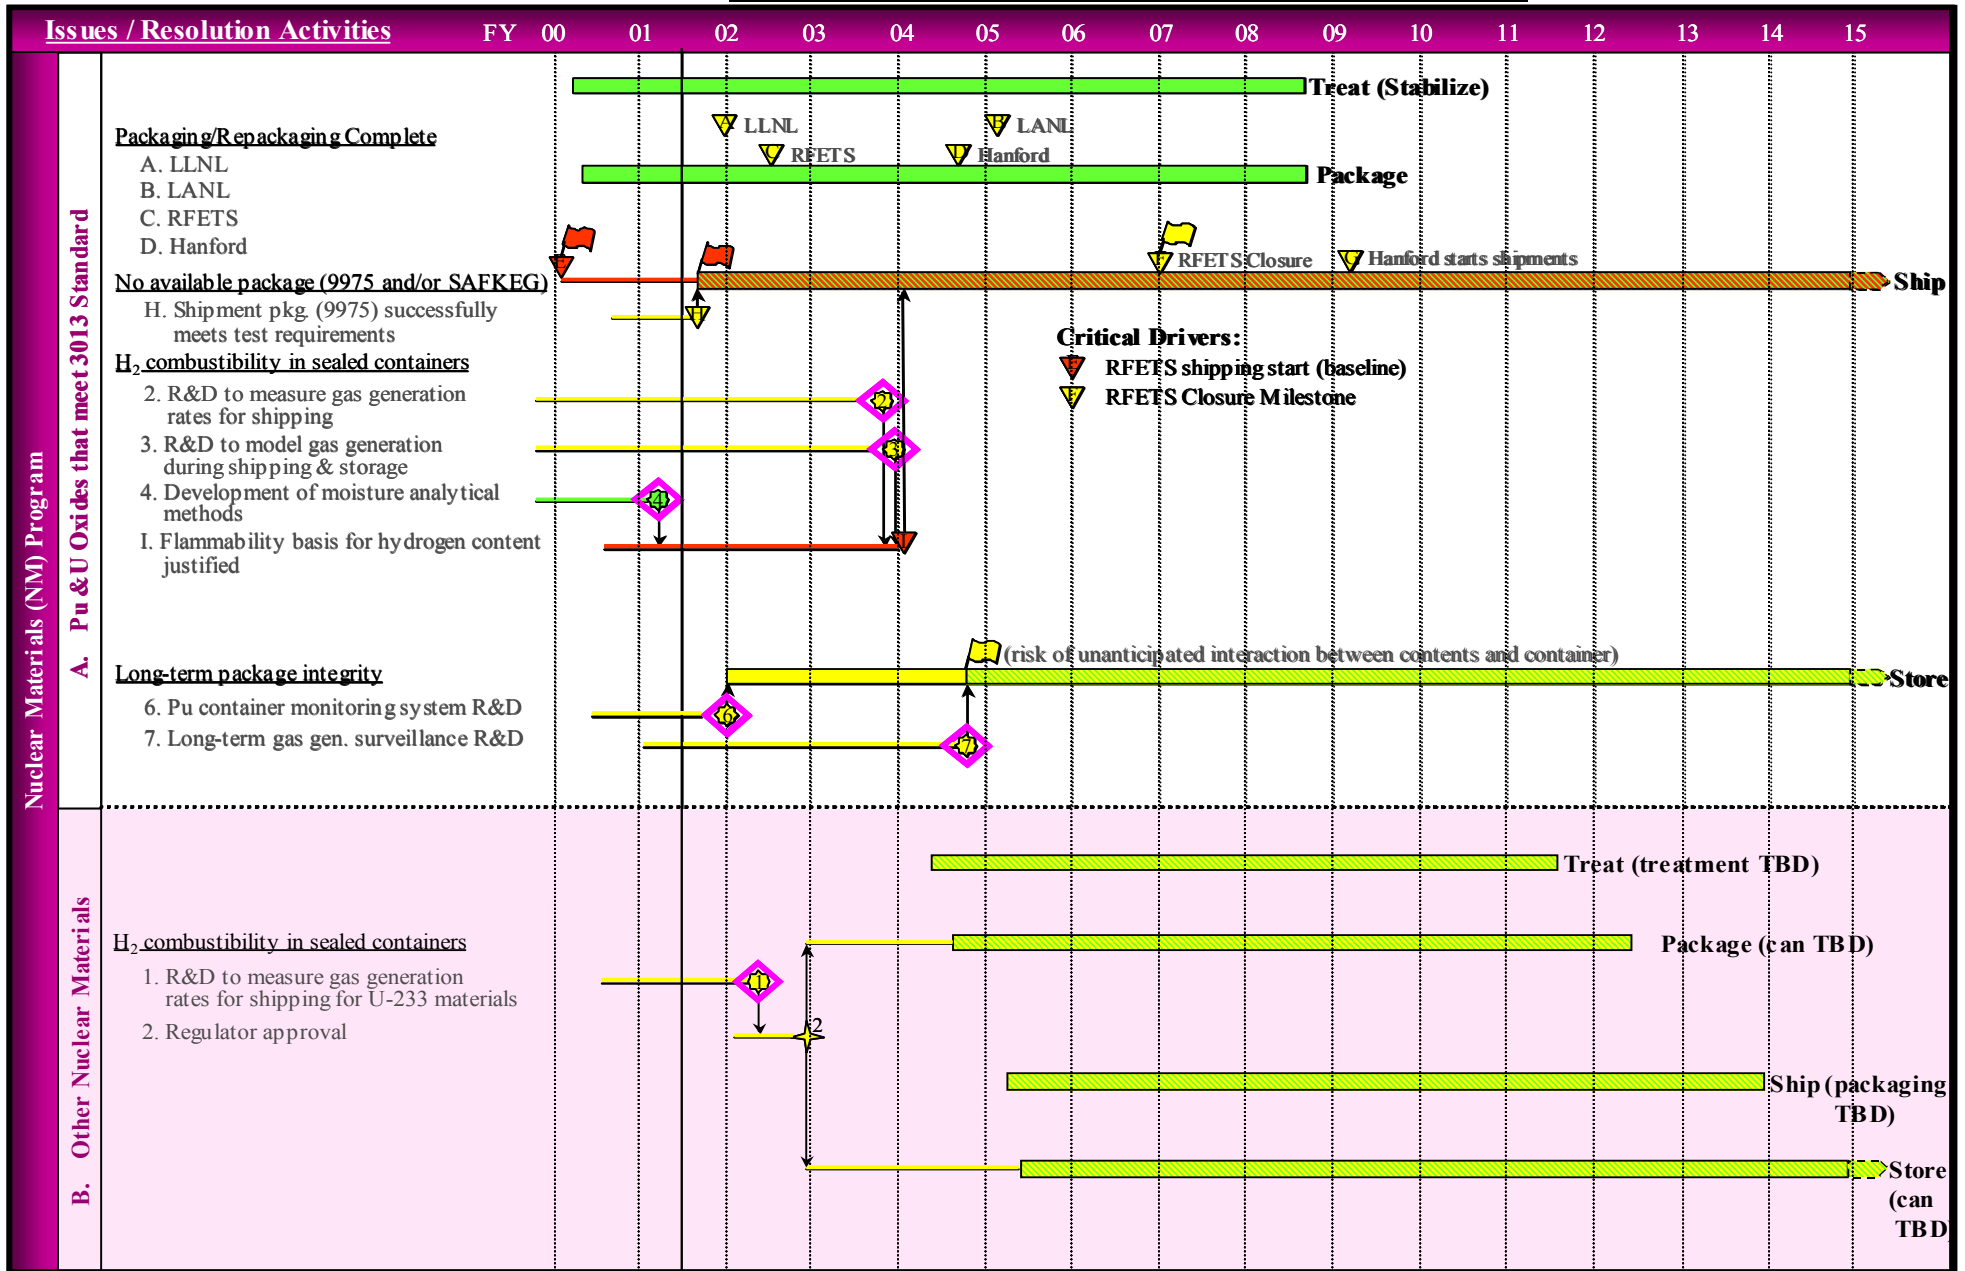 Issues / Resolution Activities FY 00 01 02 03 04 05 06 07 08 09 10 11 12 13 14 15
Nuclear Materials (NM) Program
A. Pu & U Oxides that meet 3013 Standard
Treat (Stabilize)
A LLNL
B LANL
Packaging/Repackaging Complete
C RFETS
D Hanford
A. LLNL
Package
B. LANL
C. RFETS
D. Hanford
F RFETS Closure
G Hanford starts shipments
No available package (9975 and/or SAFKEG)
Ship
H. Shipment pkg. (9975) successfully
meets test requirements
H
Critical Drivers:
RFETS shipping start (baseline)
F RFETS Closure Milestone
H2 combustibility in sealed containers
2. R&D to measure gas generation
rates for shipping
2
3. R&D to model gas generation
during shipping & storage
3
4. Development of moisture analytical
methods
4
I. Flammability basis for hydrogen content
justified
I
(risk of unanticipated interaction between contents and container)
Long-term package integrity
Store
6. Pu container monitoring system R&D
6
7. Long-term gas gen. surveillance R&D
7
B. Other Nuclear Materials
Treat (treatment TBD)
H2 combustibility in sealed containers
Package (can TBD)
1. R&D to measure gas generation
rates for shipping for U-233 materials
1
2. Regulator approval
2
Ship (packaging
TBD)
Store
(can
TBD)